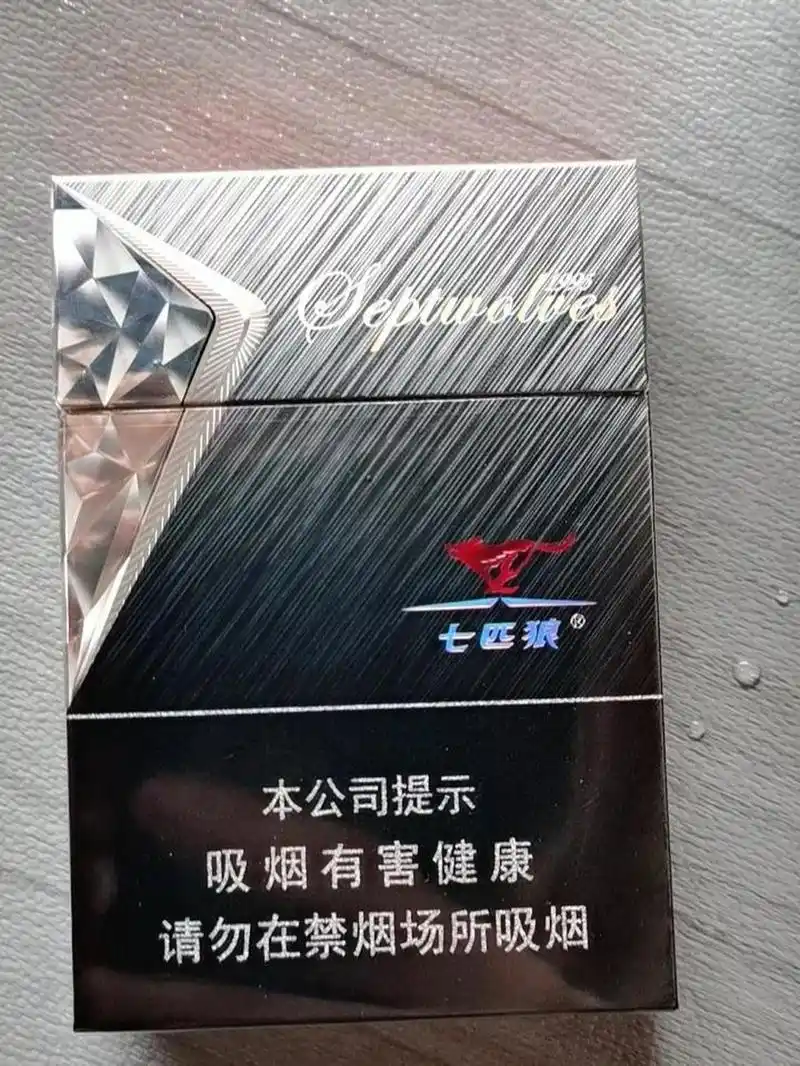 1995
Septwolves
七匹狼®
本公司提示
吸烟有害健康
请勿在禁烟场所吸烟